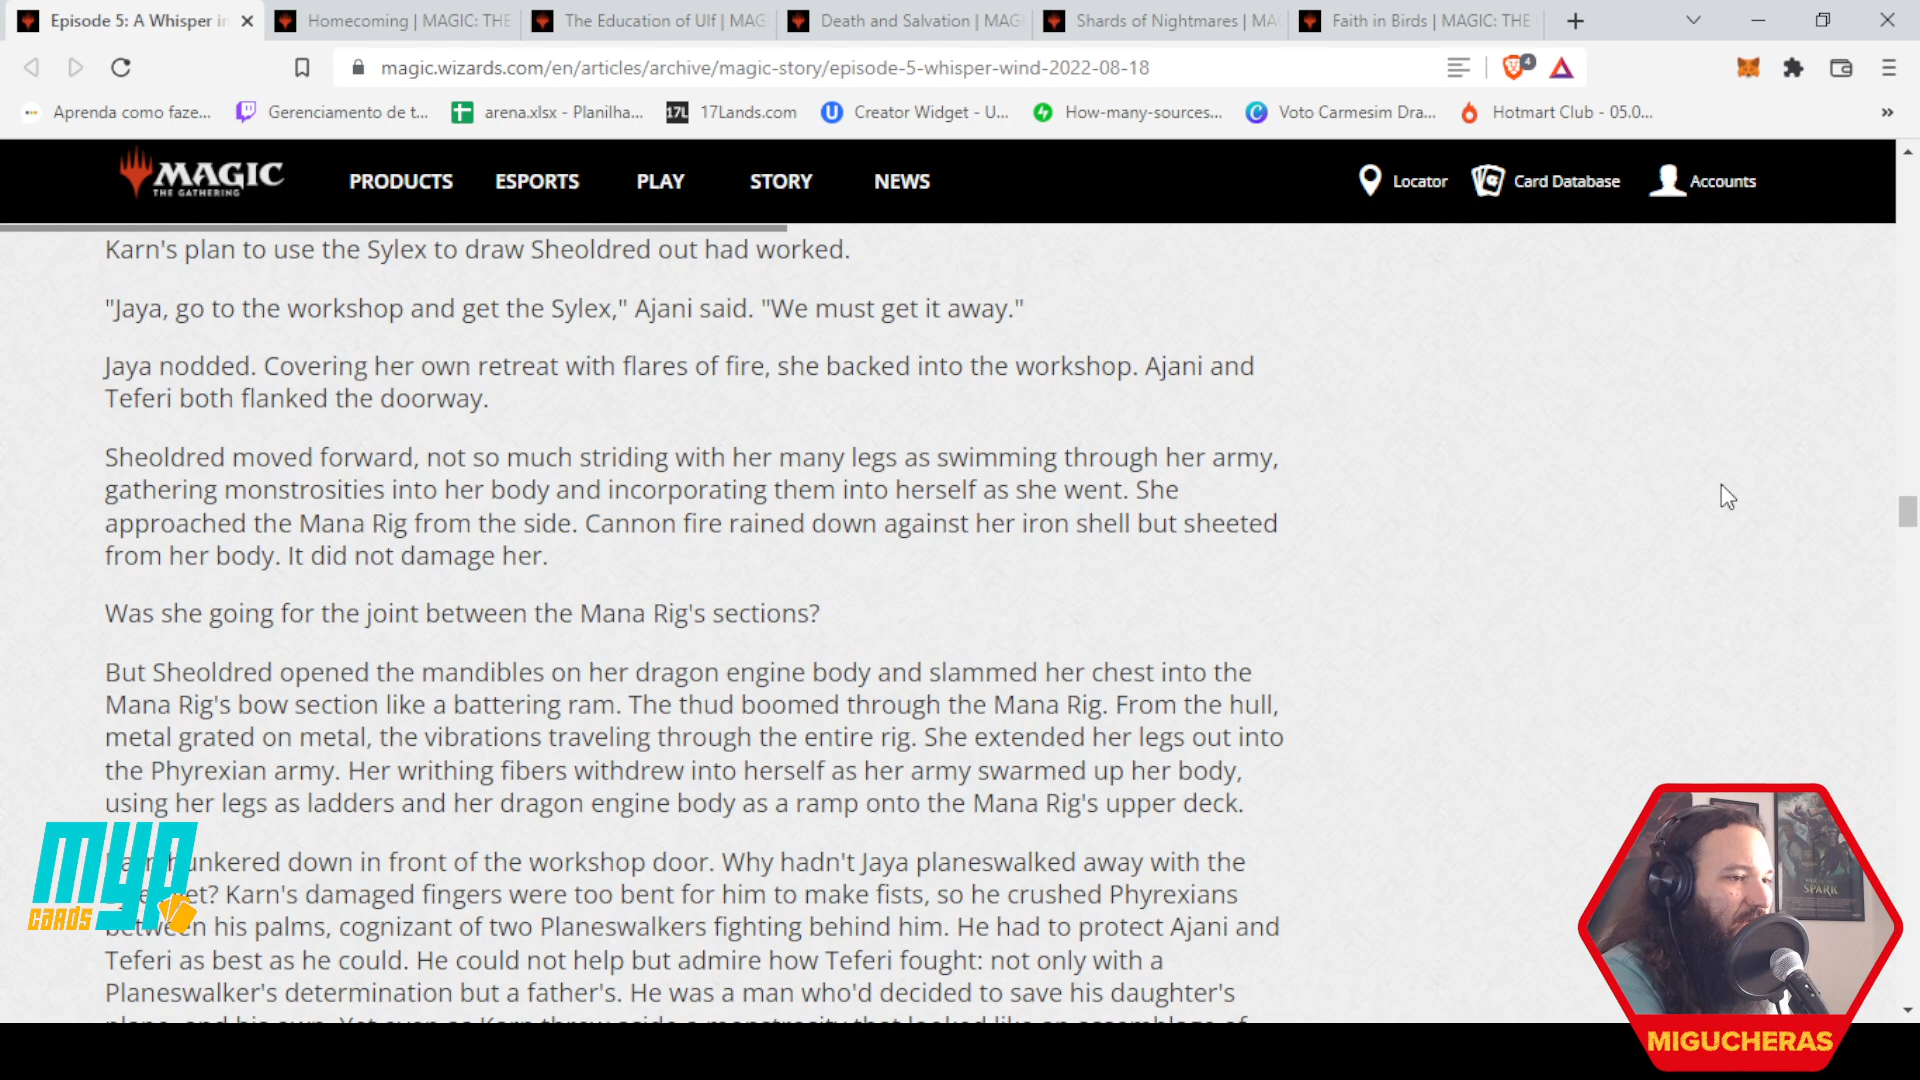 Episode 5: A Whisper in
Homecoming | MAGIC: THE
The Education of Ulf | MAG
Death and Salvation | MAG
Shards of Nightmares | MA
Faith in Birds | MAGIC: THE
magic.wizards.com/en/articles/archive/magic-story/episode-5-whisper-wind-2022-08-18
4
Aprenda como faze...
Gerenciamento de t...
arena.xlsx - Planilha...
17L 17Lands.com
Creator Widget - U...
How-many-sources...
Voto Carmesim Dra...
Hotmart Club - 05.0...
MAGIC
THE GATHERING
PRODUCTS
ESPORTS
PLAY
STORY
NEWS
Locator
Card Database
Accounts
Karn's plan to use the Sylex to draw Sheoldred out had worked.
"Jaya, go to the workshop and get the Sylex," Ajani said. "We must get it away."
Jaya nodded. Covering her own retreat with flares of fire, she backed into the workshop. Ajani and
Teferi both flanked the doorway.
Sheoldred moved forward, not so much striding with her many legs as swimming through her army,
gathering monstrosities into her body and incorporating them into herself as she went. She
approached the Mana Rig from the side. Cannon fire rained down against her iron shell but sheeted
from her body. It did not damage her.
Was she going for the joint between the Mana Rig's sections?
But Sheoldred opened the mandibles on her dragon engine body and slammed her chest into the
Mana Rig's bow section like a battering ram. The thud boomed through the Mana Rig. From the hull,
metal grated on metal, the vibrations traveling through the entire rig. She extended her legs out into
the Phyrexian army. Her writhing fibers withdrew into herself as her army swarmed up her body,
using her legs as ladders and her dragon engine body as a ramp onto the Mana Rig's upper deck.
down in front of the workshop door. Why hadn't Jaya planeswalked away with the
Karn's damaged fingers were too bent for him to make fists, so he crushed Phyrexians
between his palms, cognizant of two Planeswalkers fighting behind him. He had to protect Ajani and
Teferi as best as he could. He could not help but admire how Teferi fought: not only with a
Planeswalker's determination but a father's. He was a man who'd decided to save his daughter's
myp
cards
SPARK
MIGUCHERAS